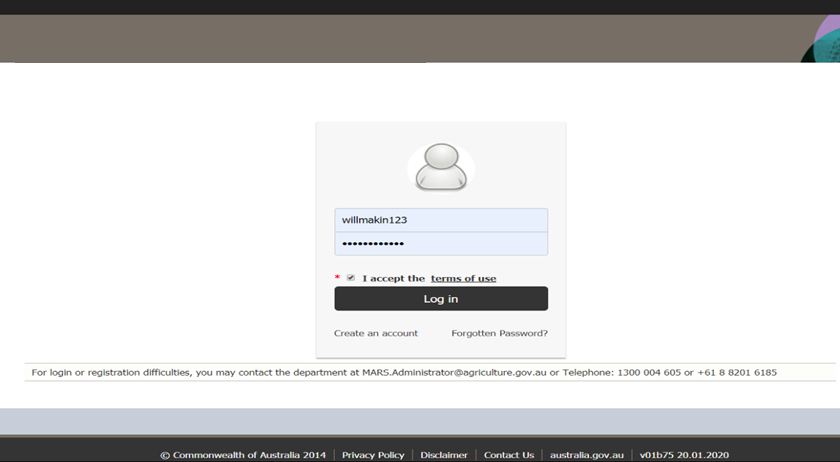 willmakin123
••••••••••••
* I accept the terms of use
Log in
Create an account Forgotten Password?
For login or registration difficulties, you may contact the department at MARS.Administrator@agriculture.gov.au or Telephone: 1300 004 605 or +61 8 8201 6185
© Commonwealth of Australia 2014 | Privacy Policy | Disclaimer | Contact Us | australia.gov.au | v01b75 20.01.2020